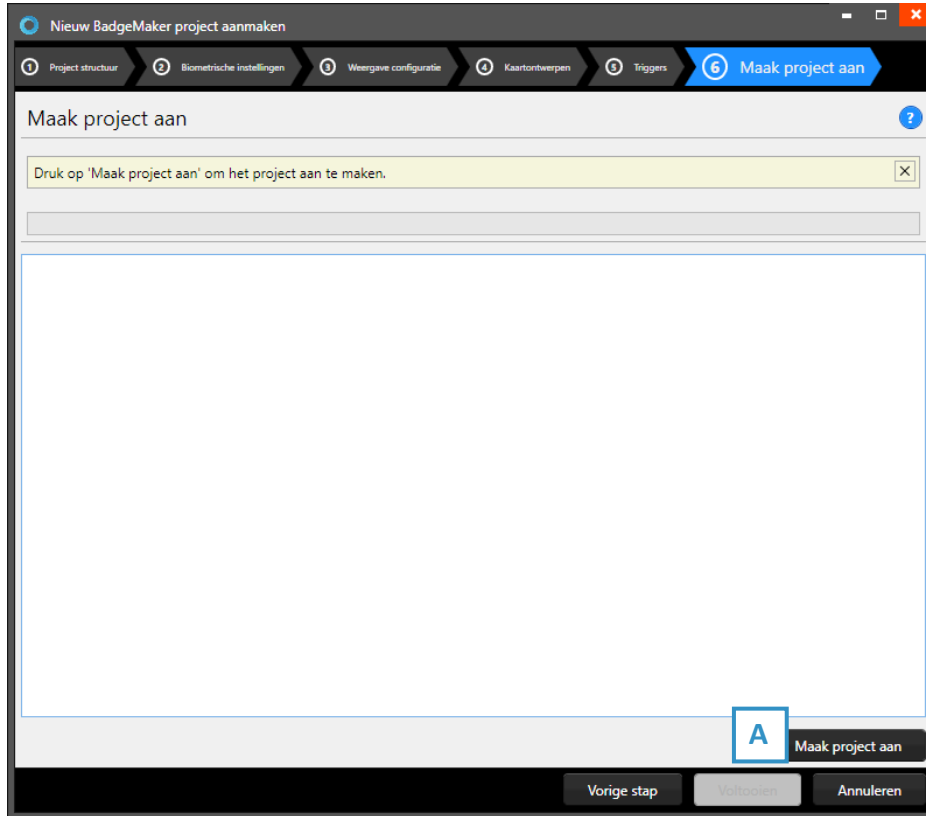 Nieuw BadgeMaker project aanmaken
1 Project structuur 2 Biometrische instellingen 3 Weergave configuratie 4 Kaartontwerpen 5 Triggers 6 Maak project aan
Maak project aan ?
Druk op 'Maak project aan' om het project aan te maken.
A Maak project aan
Vorige stap Voltooien Annuleren